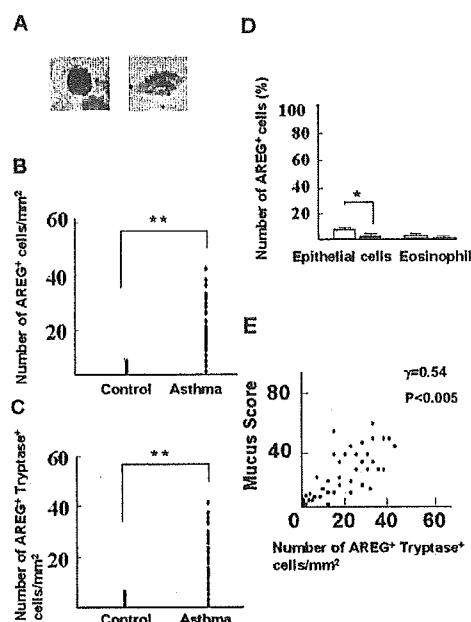 A
B
Number of AREG⁺ cells/mm²
60
40
20
**
Control Asthma
C
Number of AREG⁺ Tryptase⁺
cells/mm²
60
40
20
**
Control Asthma
D
Number of AREG⁺ cells (%)
100
80
60
40
20
*
Epithelial cells Eosinophil
E
γ=0.54
P<0.005
Mucus Score
80
40
0 20 40 60
Number of AREG⁺ Tryptase⁺
cells/mm²